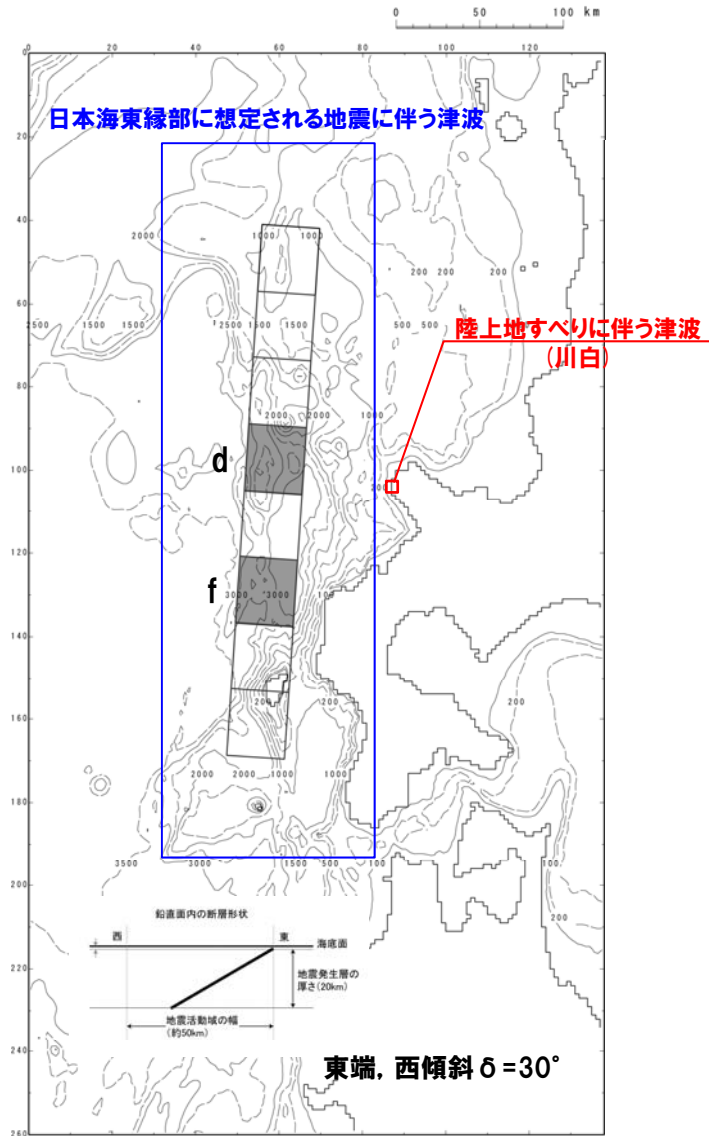 0 50 100 km
0 20 40 60 80 100 120
0
日本海東縁部に想定される地震に伴う津波
20
40
2000 1000 1000
200 200 200
60
2500 1500 1500 2500 1500 1500 500 500
陸上地すべりに伴う津波
(川白)
80
2000 2000 1000
d
100
200
120
f
3000 3000 100
140
160
200 200 200
2000 2000 1000 1000
180
3500 3000 1500 500 100 100
200
200
鉛直面内の断層形状
西 東 海底面
220
地震発生層の
厚さ(20km)
地震活動域の幅
(約50km)
240
東端, 西傾斜δ=30°
260